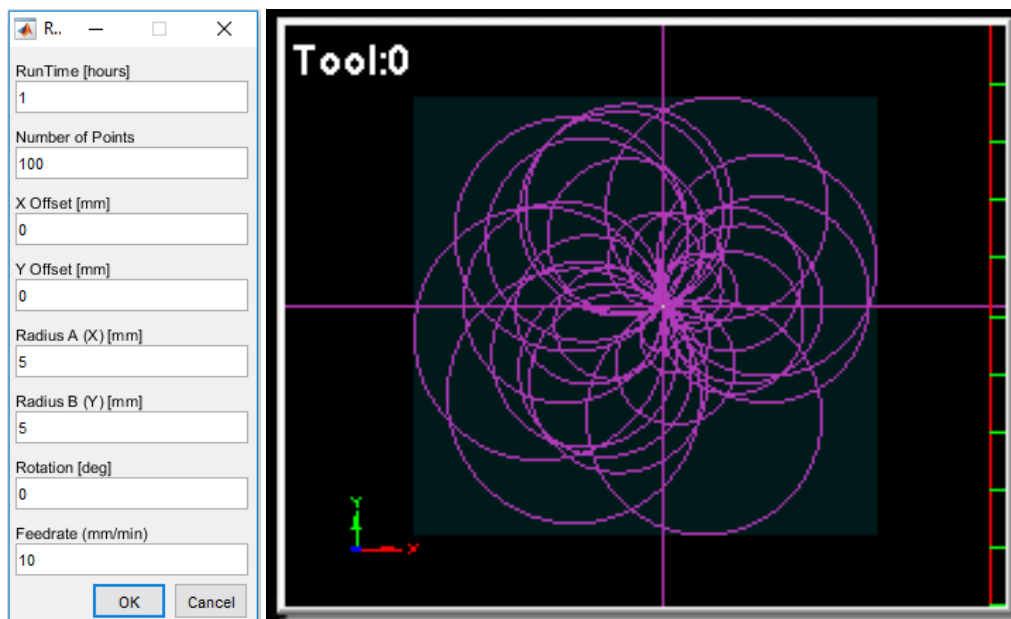 R..
RunTime [hours]
1
Number of Points
100
X Offset [mm]
0
Y Offset [mm]
0
Radius A (X) [mm]
5
Radius B (Y) [mm]
5
Rotation [deg]
0
Feedrate (mm/min)
10
OK Cancel
Tool:0
Y
X